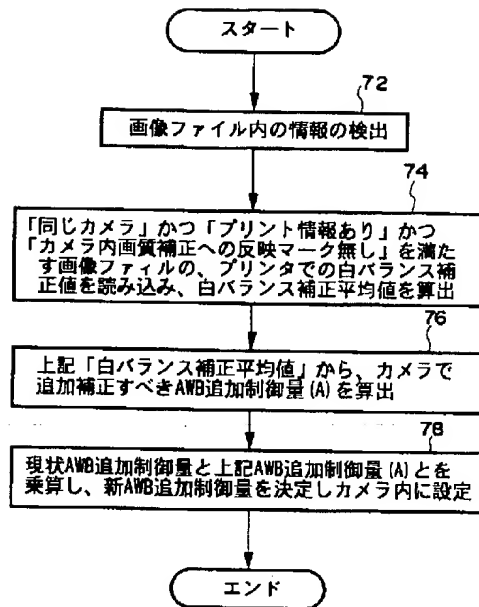 スタート
72
画像ファイル内の情報の検出
74
「同じカメラ」かつ「プリント情報あり」かつ
「カメラ内画質補正への反映マーク無し」を満た
す画像ファィルの、プリンタでの白バランス補
正値を読み込み、白バランス補正平均値を算出
76
上記「白バランス補正平均値」から、カメラで
追加補正すべきAWB追加制御量(A)を算出
78
現状AWB追加制御量と上記AWB追加制御量(A)とを
乗算し、新AWB追加制御量を決定しカメラ内に設定
エンド